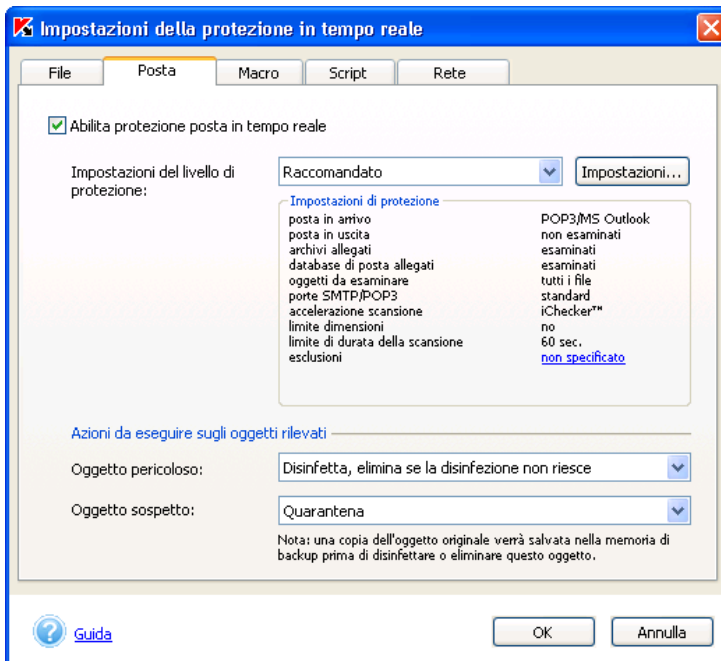 Impostazioni della protezione in tempo reale
File Posta Macro Script Rete
Abilita protezione posta in tempo reale
Impostazioni del livello di protezione: Raccomandato Impostazioni...
Impostazioni di protezione
posta in arrivo POP3/MS Outlook
posta in uscita non esaminati
archivi allegati esaminati
database di posta allegati esaminati
oggetti da esaminare tutti i file
porte SMTP/POP3 standard
accelerazione scansione iChecker™
limite dimensioni no
limite di durata della scansione 60 sec.
esclusioni non specificato
Azioni da eseguire sugli oggetti rilevati
Oggetto pericoloso: Disinfetta, elimina se la disinfezione non riesce
Oggetto sospetto: Quarantena
Nota: una copia dell'oggetto originale verrà salvata nella memoria di
backup prima di disinfettare o eliminare questo oggetto.
Guida OK Annulla